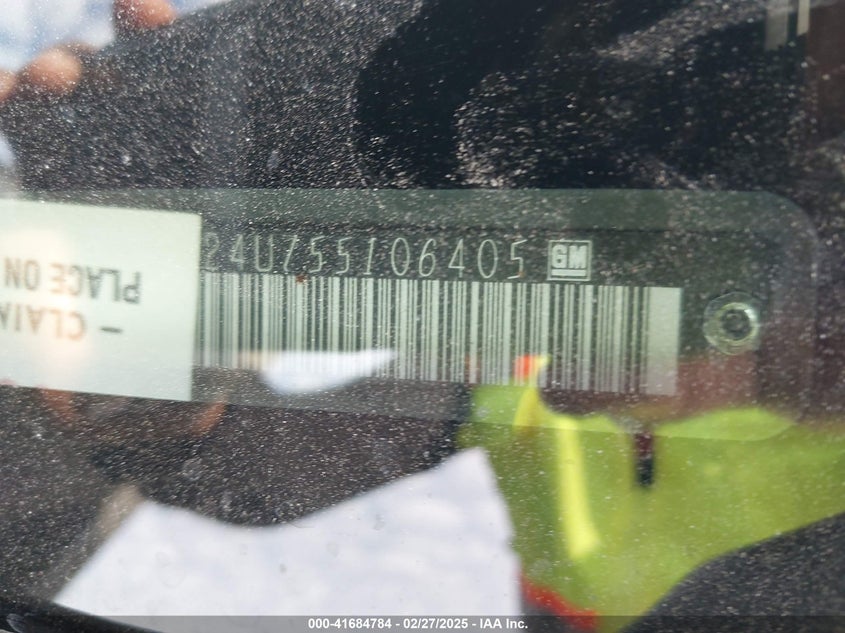 24U755106405 GM
– CLAIM
PLACE ON
000-41684784 - 02/27/2025 - IAA Inc.